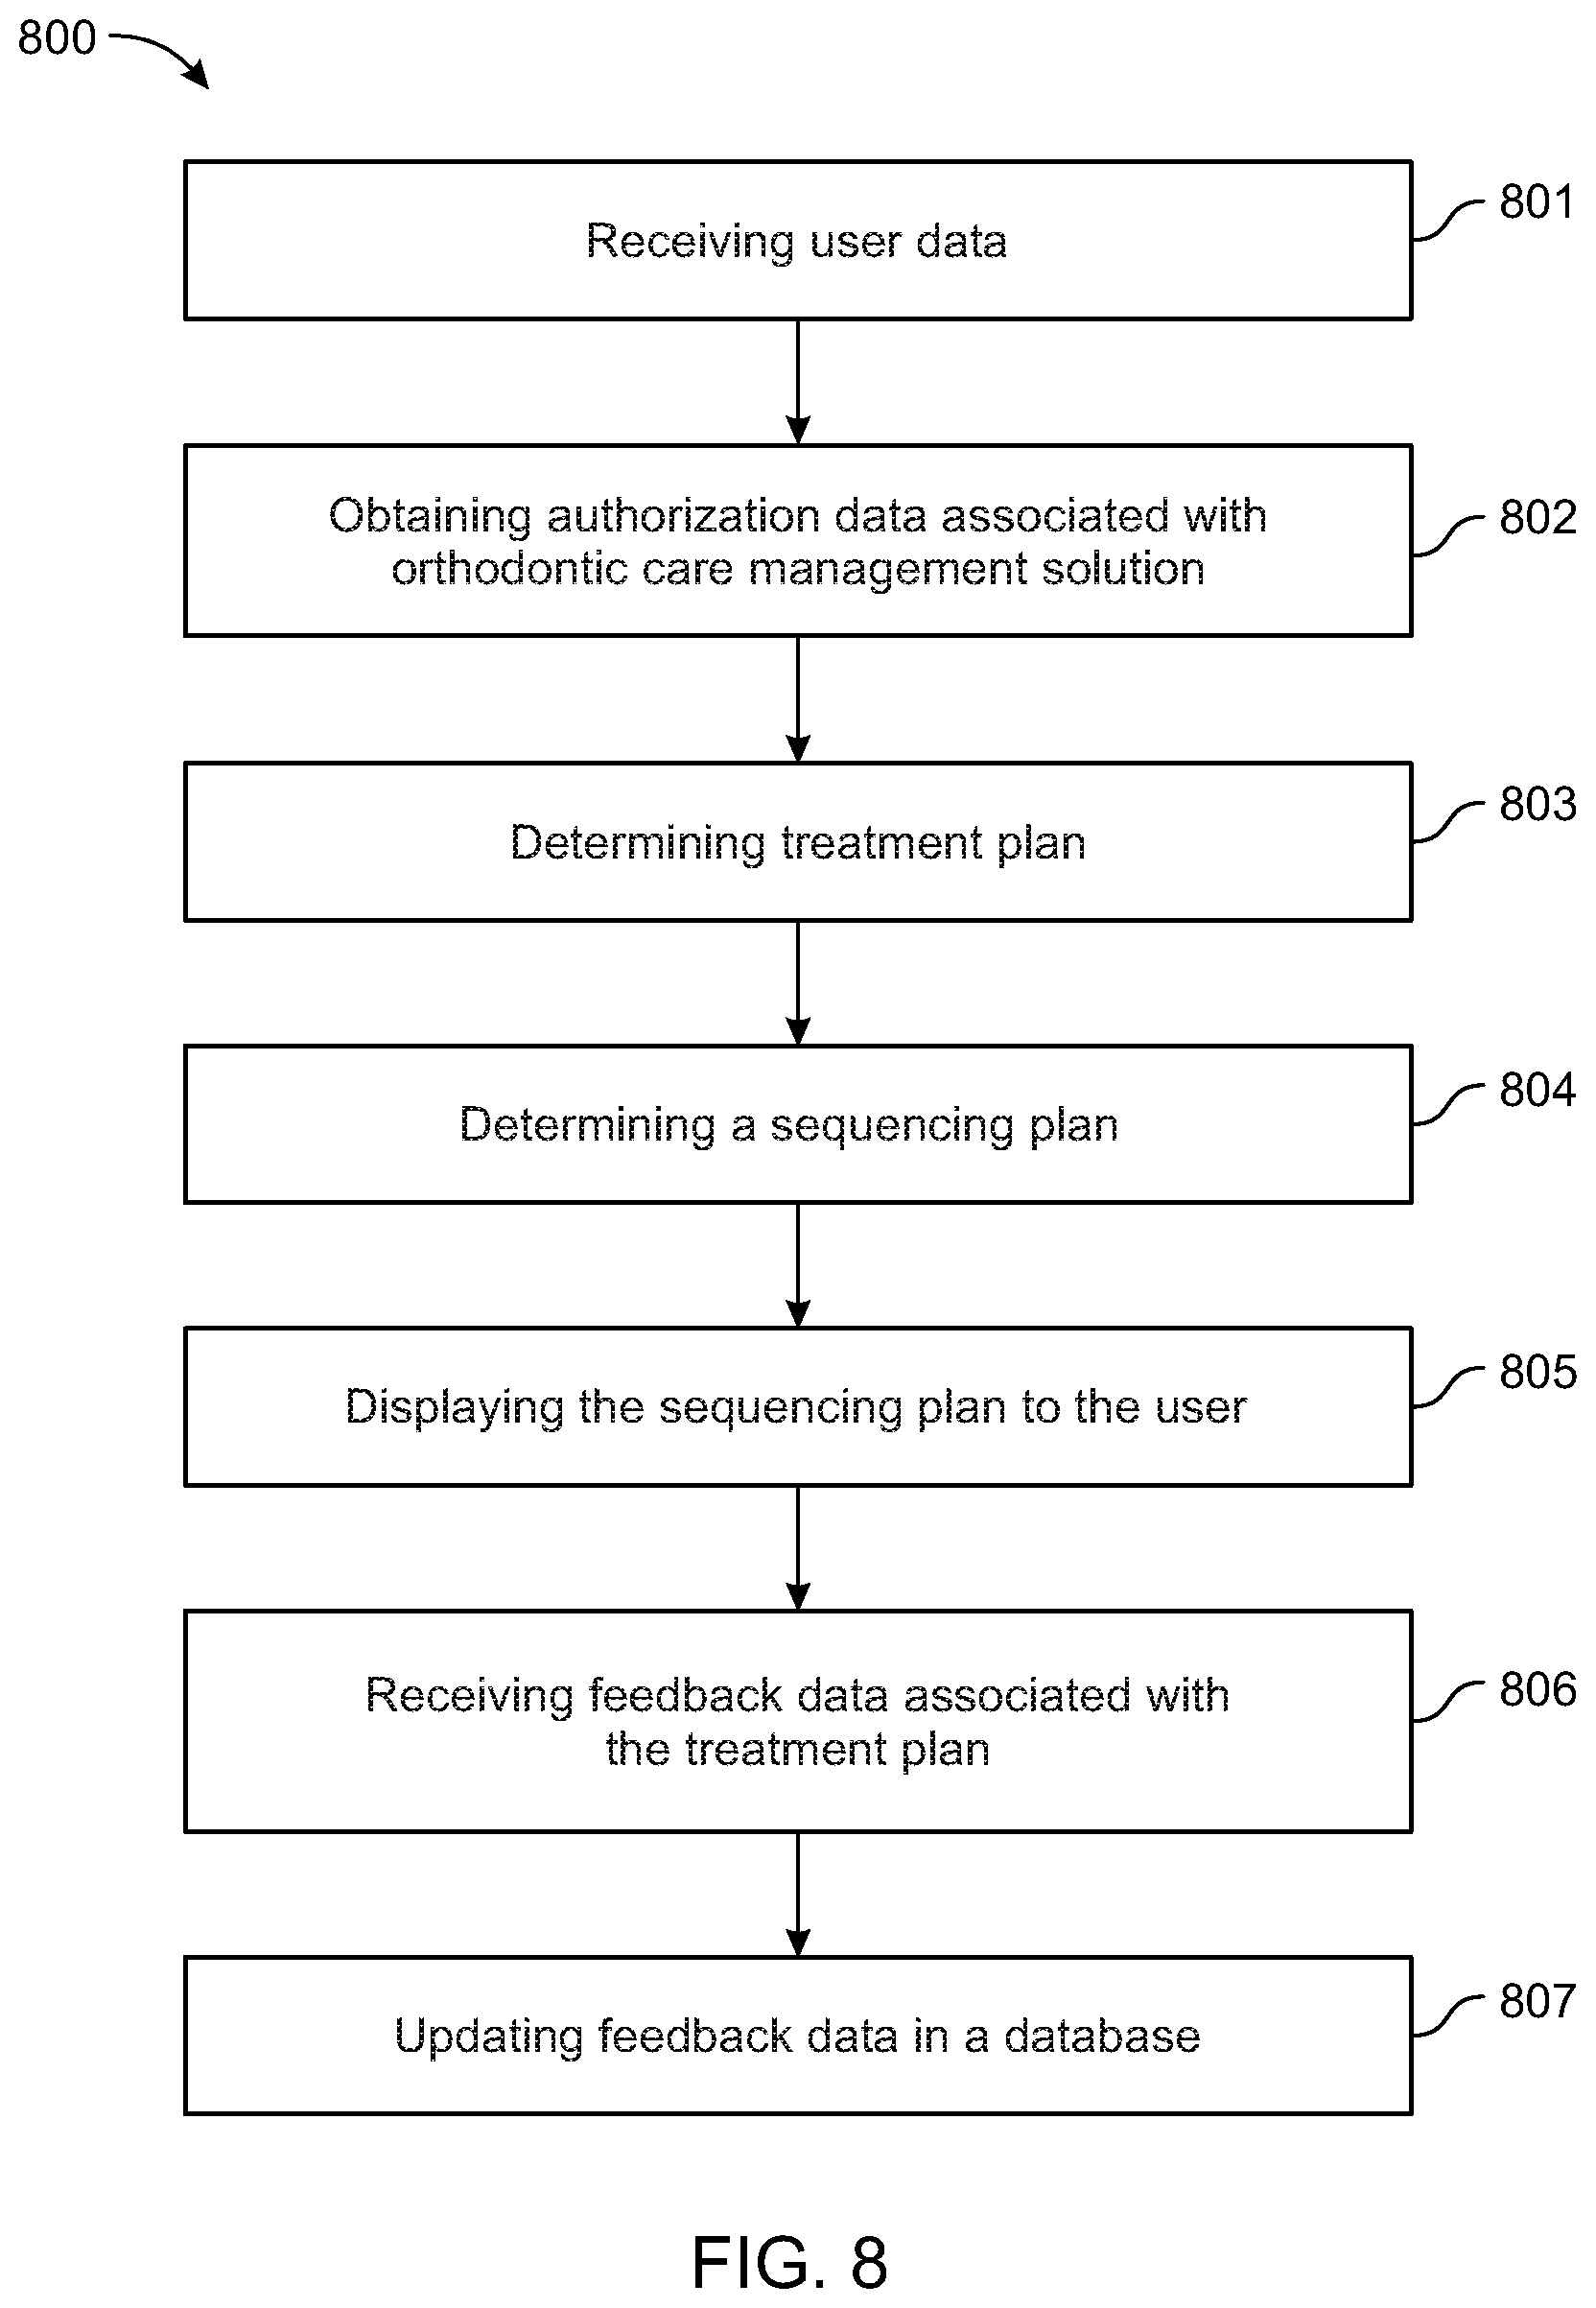 800
Receiving user data
801
Obtaining authorization data associated with
orthodontic care management solution
802
Determining treatment plan
803
Determining a sequencing plan
804
Displaying the sequencing plan to the user
805
Receiving feedback data associated with
the treatment plan
806
Updating feedback data in a database
807
FIG. 8